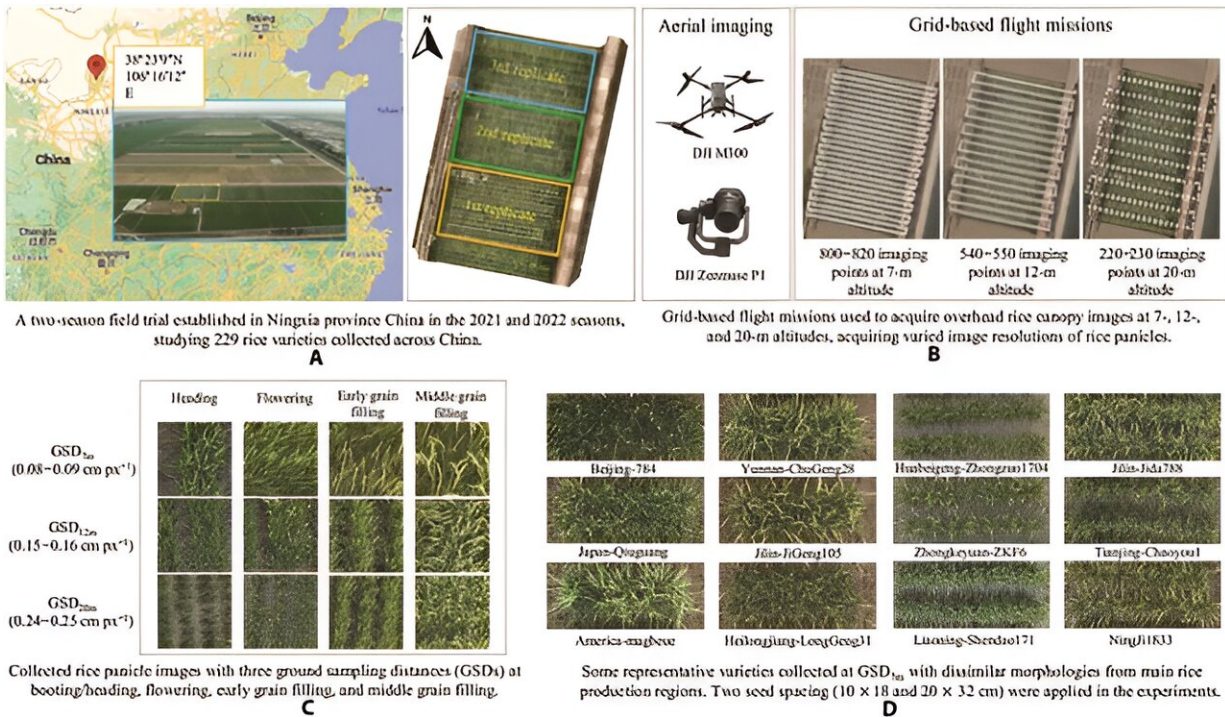 Beijing
38°23'9"N
106°16'12"
E
China
Shanghai
Chengdu
Chongqing
N
3rd replicate
2nd replicate
1st replicate
Aerial imaging
DJI M300
DJI Zenmuse P1
Grid-based flight missions
800–820 imaging
points at 7-m
altitude
540–550 imaging
points at 12-m
altitude
220–230 imaging
points at 20-m
altitude
A two-season field trial established in Ningxia province China in the 2021 and 2022 seasons,
studying 229 rice varieties collected across China.
A
Grid-based flight missions used to acquire overhead rice canopy images at 7-, 12-,
and 20-m altitudes, acquiring varied image resolutions of rice panicles.
B
Heading
Flowering
Early grain
filling
Middle grain
filling
GSD7m
(0.08–0.09 cm px⁻¹)
GSD12m
(0.15–0.16 cm px⁻¹)
GSD20m
(0.24–0.25 cm px⁻¹)
Collected rice panicle images with three ground sampling distances (GSDs) at
booting/heading, flowering, early grain filling, and middle grain filling.
C
Beijing-784
Yunnan-ChuGeng28
Jilin-Jida788
Japan-Qiuguang
Jilin-JiGeng105
Zhongkeyuan-ZKF6
Tianjing-Chaoyou1
Heilongjiang-LongGeng31
Liaoning-Shendao171
NingJi1833
Some representative varieties collected at GSD7m with dissimilar morphologies from main rice
production regions. Two seed spacing (10 × 18 and 20 × 32 cm) were applied in the experiments.
D